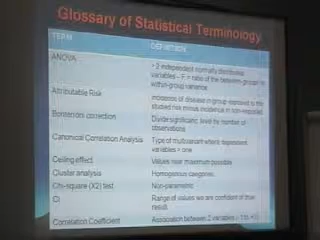 Glossary of Statistical Terminology
TERM DEFINITION
ANOVA > 2 independent normally distributed
variables – F = ratio of the between-group to
within-group variance
Attributable Risk incidence of disease in group exposed to the
studied risk minus incidence in non-exposed
Bonferroni correction Divide significance level by number of
observations
Canonical Correlation Analysis Type of multivariant where dependent
variables > one
Ceiling effect Values near maximum possible
Cluster analysis Homogenous categories
Chi-square (X2) test Non-parametric
CI Range of values we are confident of true
result
Correlation Coefficient Association between 2 variables